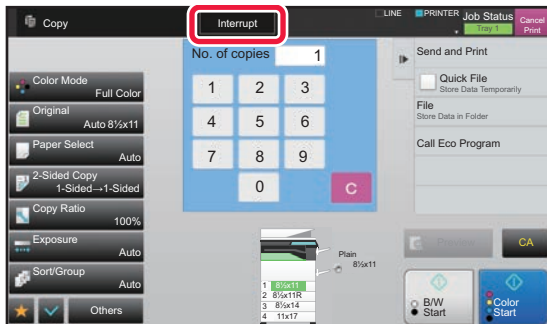 Copy
Interrupt
LINE
PRINTER
Job Status
Tray 1
Cancel
Print
No. of copies
1
Color Mode
Full Color
Original
Auto 8½x11
Paper Select
Auto
2-Sided Copy
1-Sided→1-Sided
Copy Ratio
100%
Exposure
Auto
Sort/Group
Auto
Others
1 2 3
4 5 6
7 8 9
0 C
Plain
8½x11
1 8½x11
2 8½x11R
3 8½x14
4 11x17
Send and Print
Quick File
Store Data Temporarily
File
Store Data in Folder
Call Eco Program
CA
B/W
Start
Color
Start